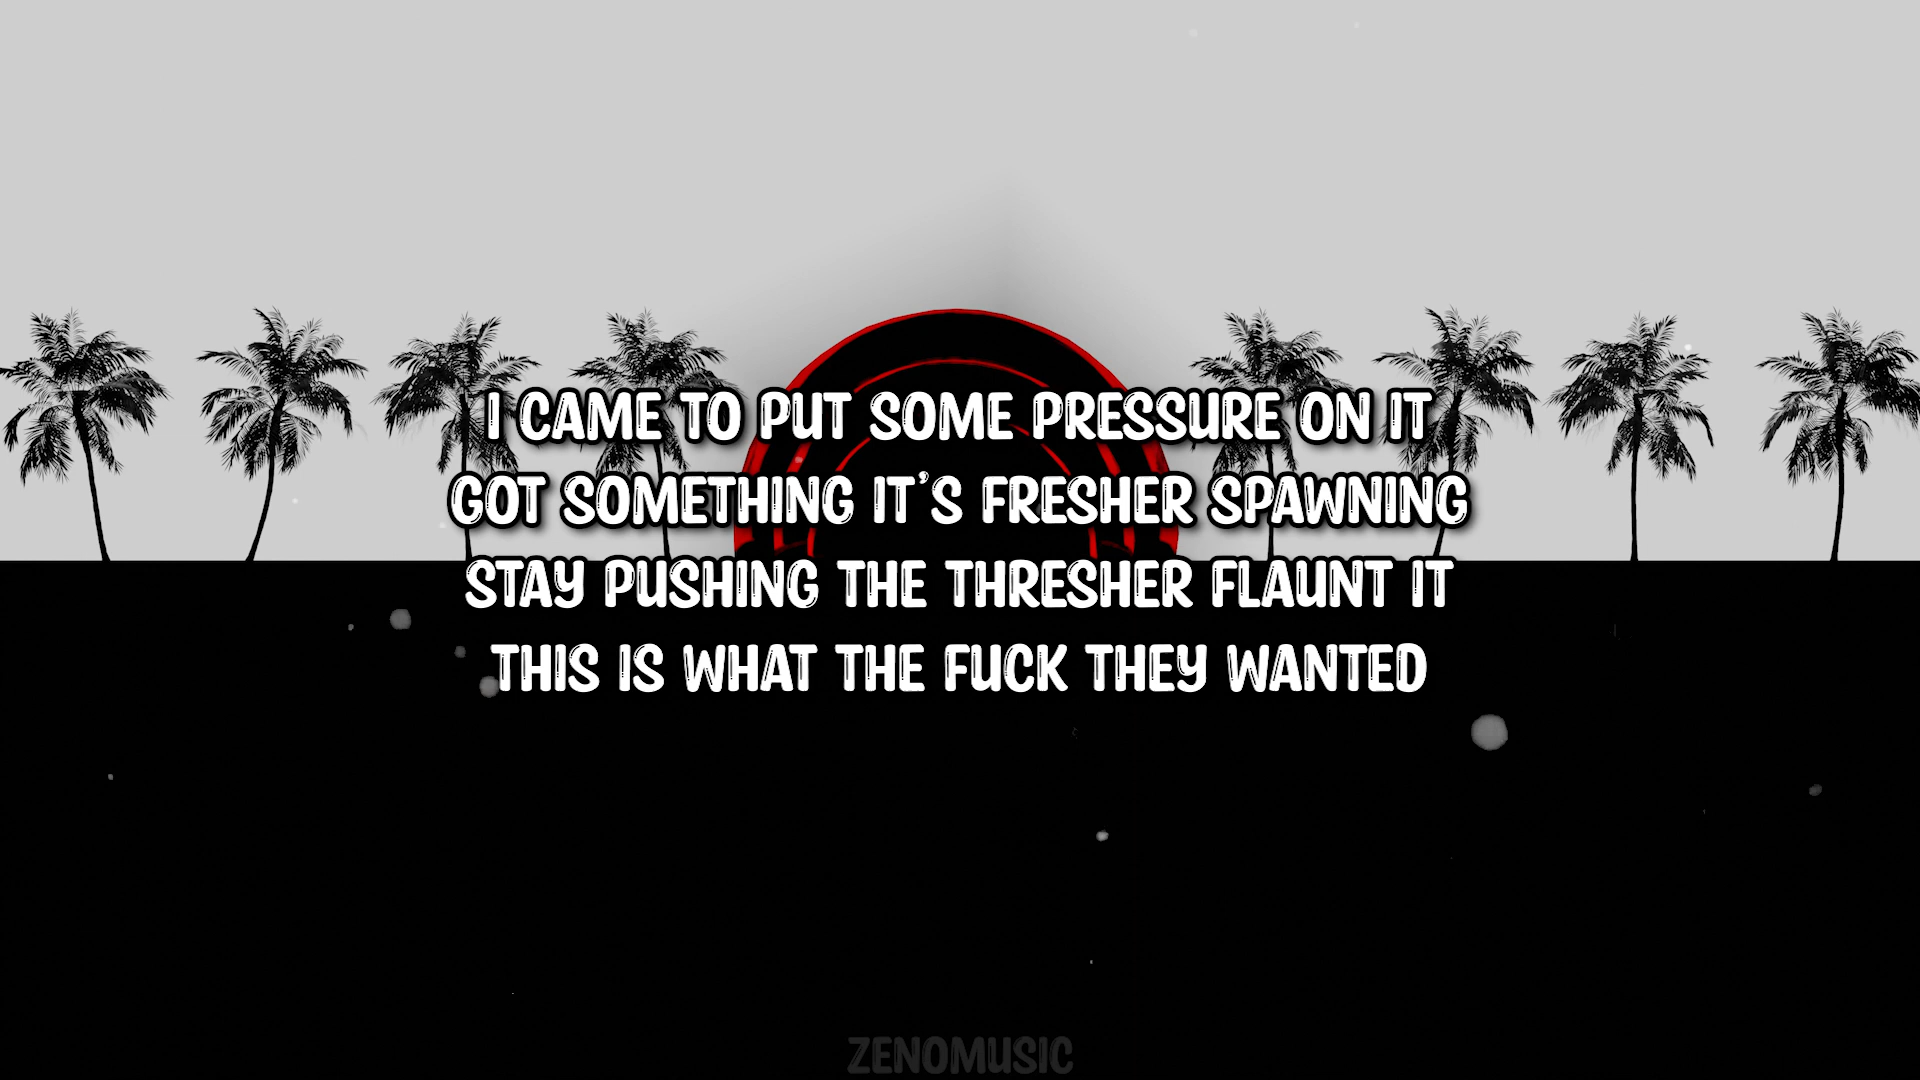 I CAME TO PUT SOME PRESSURE ON IT
GOT SOMETHING IT'S FRESHER SPAWNING
STAY PUSHING THE THRESHER FLAUNT IT
THIS IS WHAT THE FUCK THEY WANTED
ZENOMUSIC